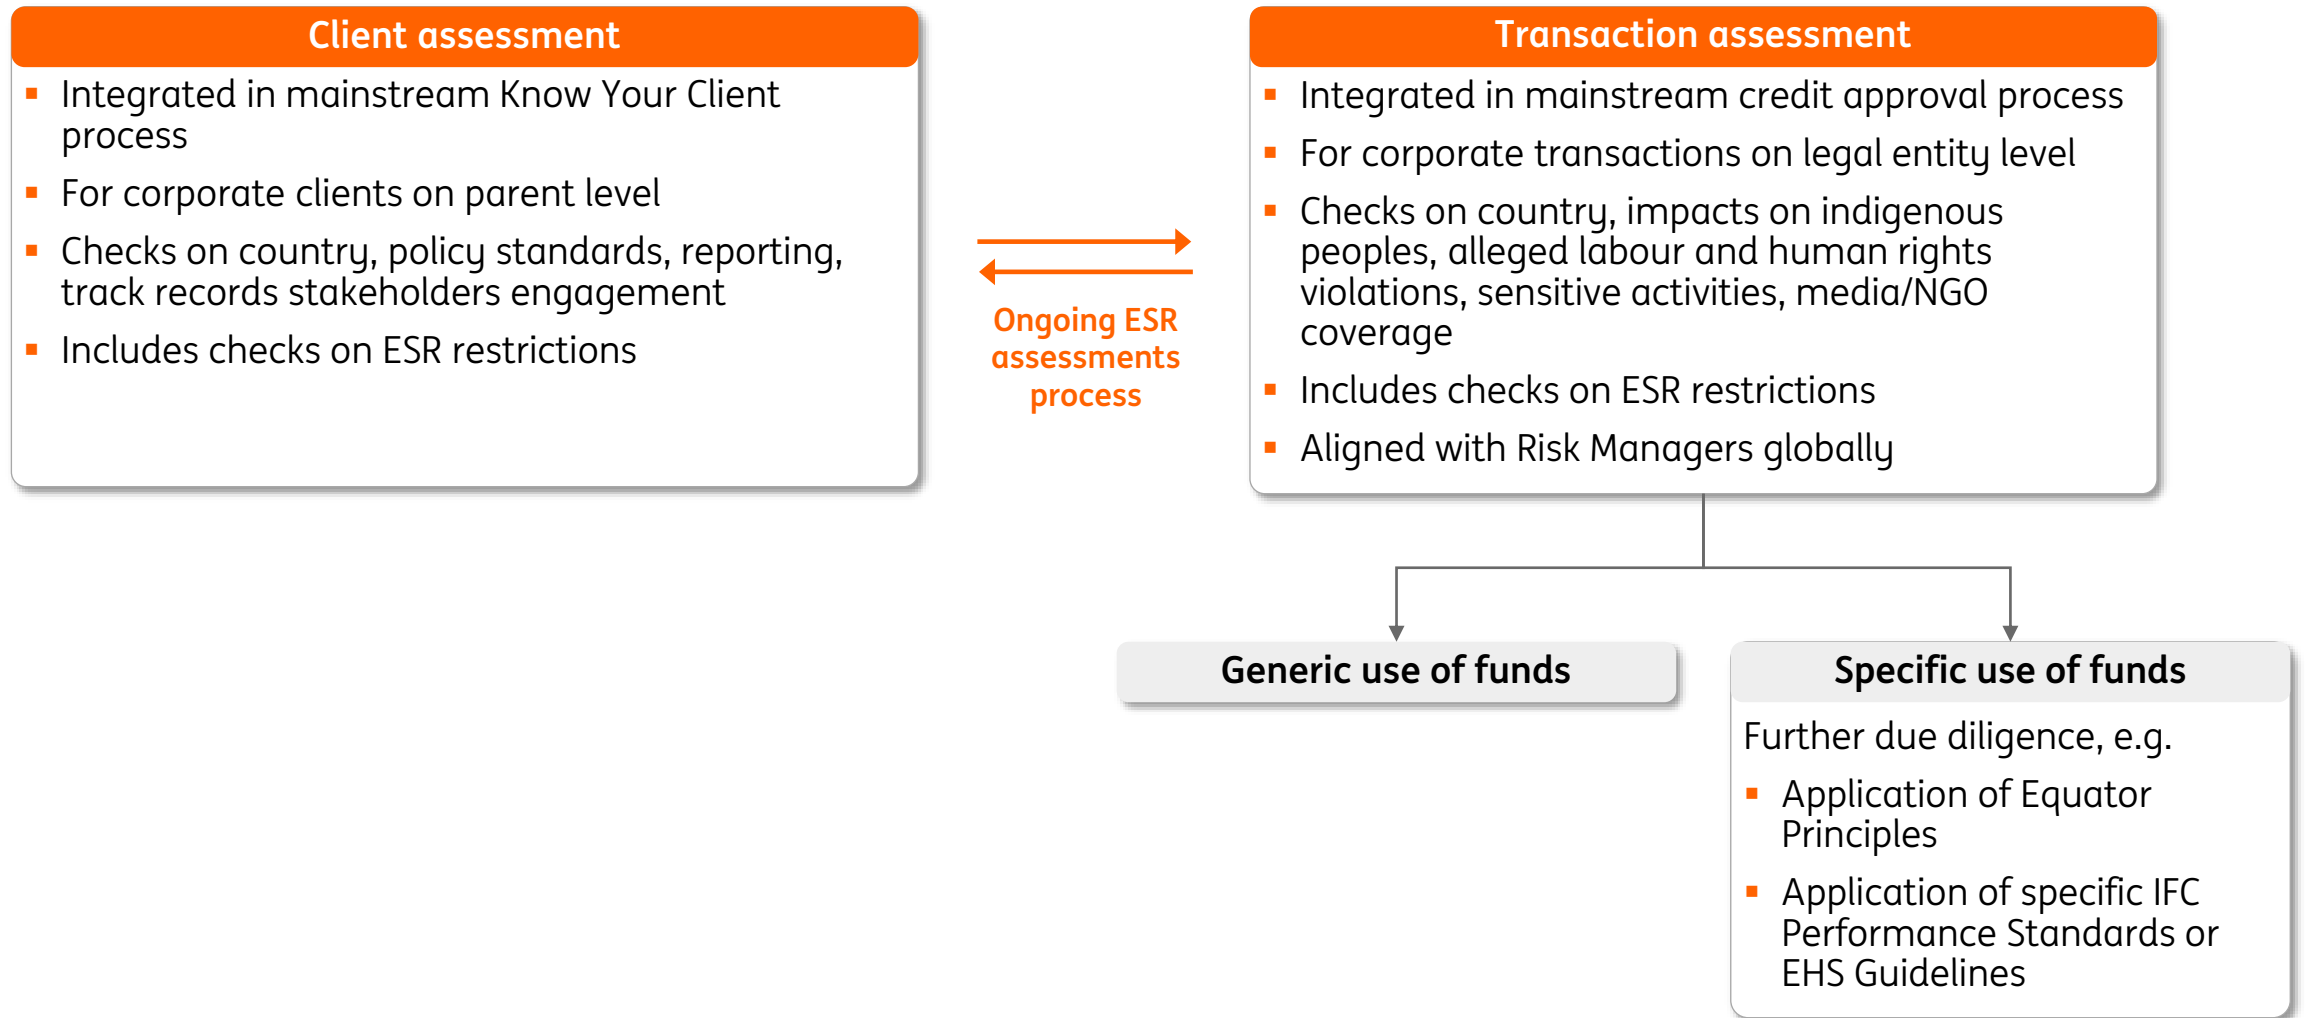 Client assessment
▪ Integrated in mainstream Know Your Client
process
▪ For corporate clients on parent level
▪ Checks on country, policy standards, reporting,
track records stakeholders engagement
▪ Includes checks on ESR restrictions
Ongoing ESR
assessments
process
Transaction assessment
▪ Integrated in mainstream credit approval process
▪ For corporate transactions on legal entity level
▪ Checks on country, impacts on indigenous
peoples, alleged labour and human rights
violations, sensitive activities, media/NGO
coverage
▪ Includes checks on ESR restrictions
▪ Aligned with Risk Managers globally
Generic use of funds
Specific use of funds
Further due diligence, e.g.
▪ Application of Equator
Principles
▪ Application of specific IFC
Performance Standards or
EHS Guidelines